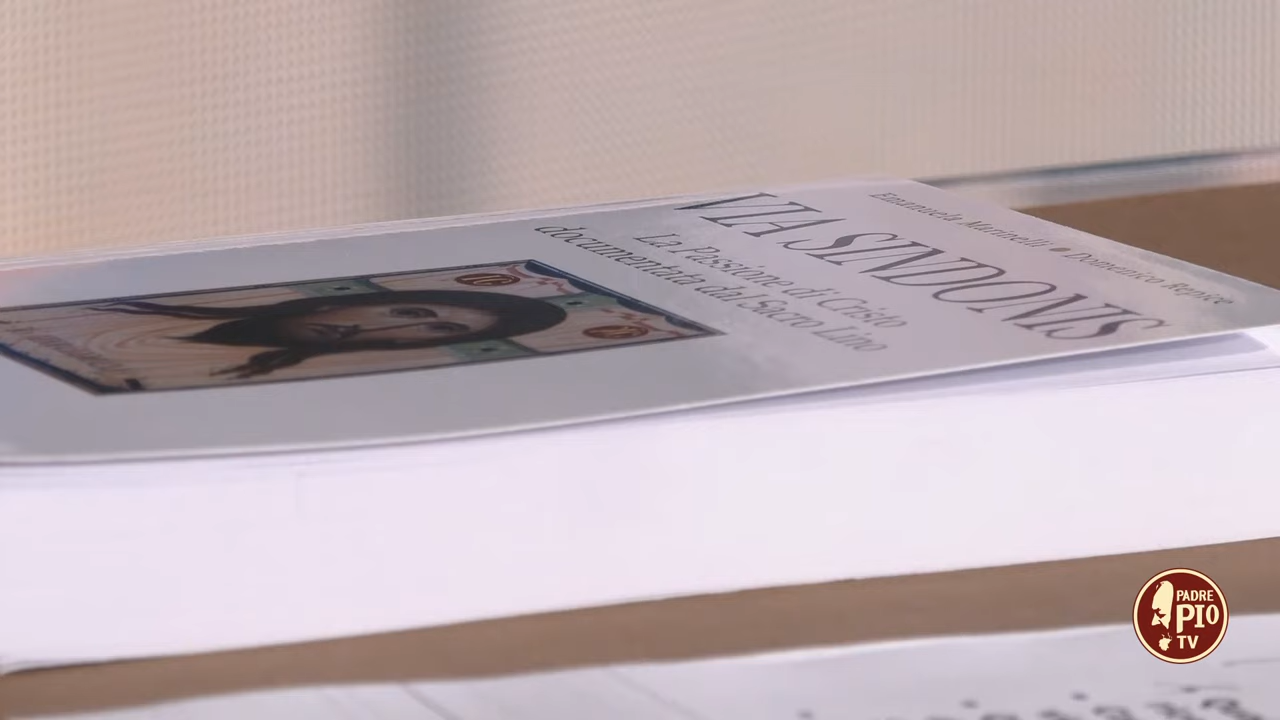 Emanuela Marinelli • Domenico Repice
VIA SINDONIS
La Passione di Cristo
documentata dal Sacro Lino
PADRE
PIO
TV